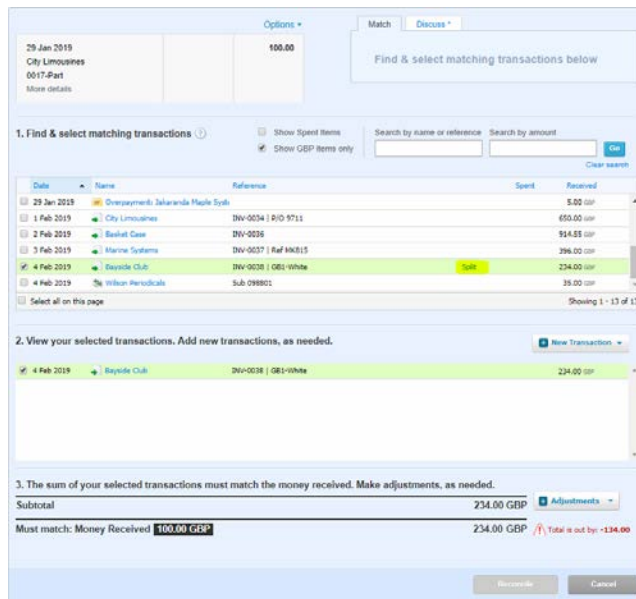 Options
Match Discuss *
29 Jan 2019 100.00
City Limousines
0017-Part
More details
Find & select matching transactions below
1. Find & select matching transactions ?
Show Spent Items
Show GBP items only
Search by name or reference Search by amount
Go
Clear search
Date Name Reference Spent Received
29 Jan 2019 Overpayment: Jakaranda Maple Syst 5.00 GBP
1 Feb 2019 City Limousines INV-0034 | P/O 9711 650.00 GBP
2 Feb 2019 Basket Case INV-0036 914.55 GBP
3 Feb 2019 Marine Systems INV-0037 | Ref MK815 396.00 GBP
4 Feb 2019 Bayside Club INV-0038 | GB1-White Split 234.00 GBP
4 Feb 2019 Wilson Periodicals Sub 098801 39.00 GBP
Select all on this page Showing 1 - 13 of 13
2. View your selected transactions. Add new transactions, as needed.
New Transaction
4 Feb 2019 Bayside Club INV-0038 | GB1-White 234.00 GBP
3. The sum of your selected transactions must match the money received. Make adjustments, as needed.
Subtotal 234.00 GBP Adjustments
Must match: Money Received 100.00 GBP 234.00 GBP Total is out by: -134.00
Reconcile Cancel